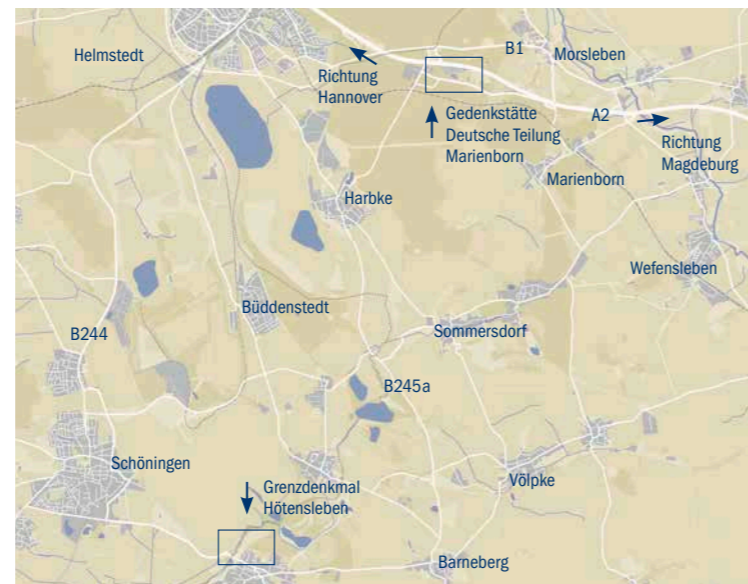 Helmstedt
B1
Morsleben
Richtung
Hannover
A2
Gedenkstätte
Deutsche Teilung
Marienborn
Richtung
Magdeburg
Marienborn
Harbke
Wefensleben
Büddenstedt
B244
Sommersdorf
B245a
Schöningen
Völpke
Grenzdenkmal
Hötensleben
Barneberg